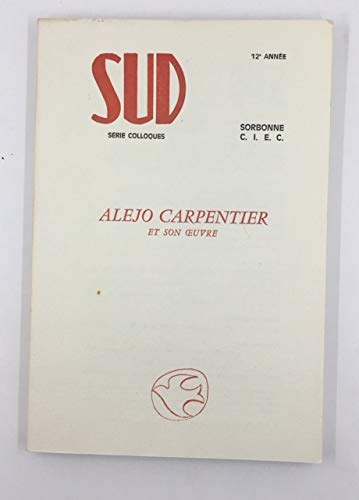 SUD
12e ANNÉE
SÉRIE COLLOQUES
SORBONNE
C. I. E. C.
ALEJO CARPENTIER
ET SON ŒUVRE